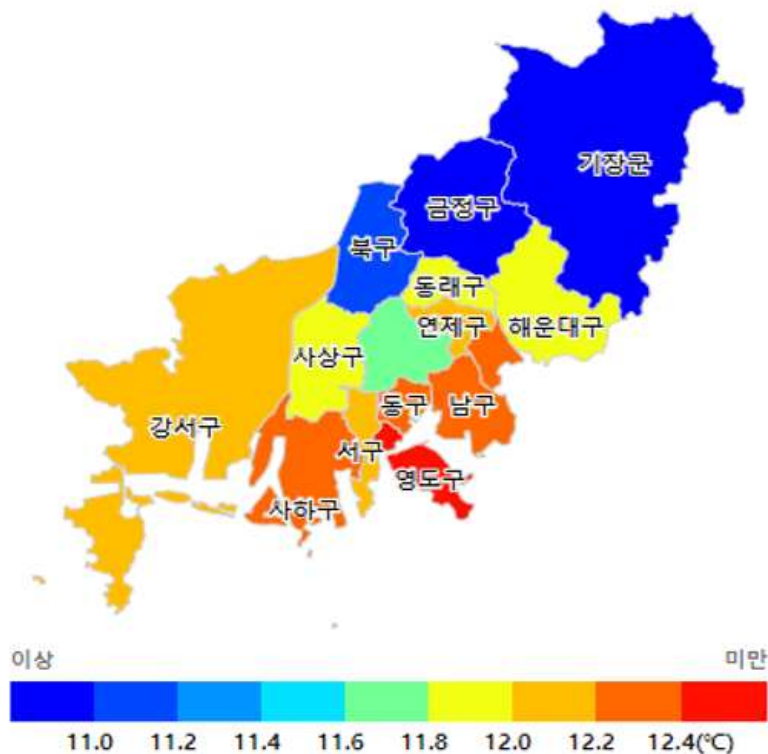 기장군
금정구
북구
동래구
연제구
해운대구
사상구
동구
남구
강서구
서구
영도구
사하구
이상 미만
11.0 11.2 11.4 11.6 11.8 12.0 12.2 12.4(℃)